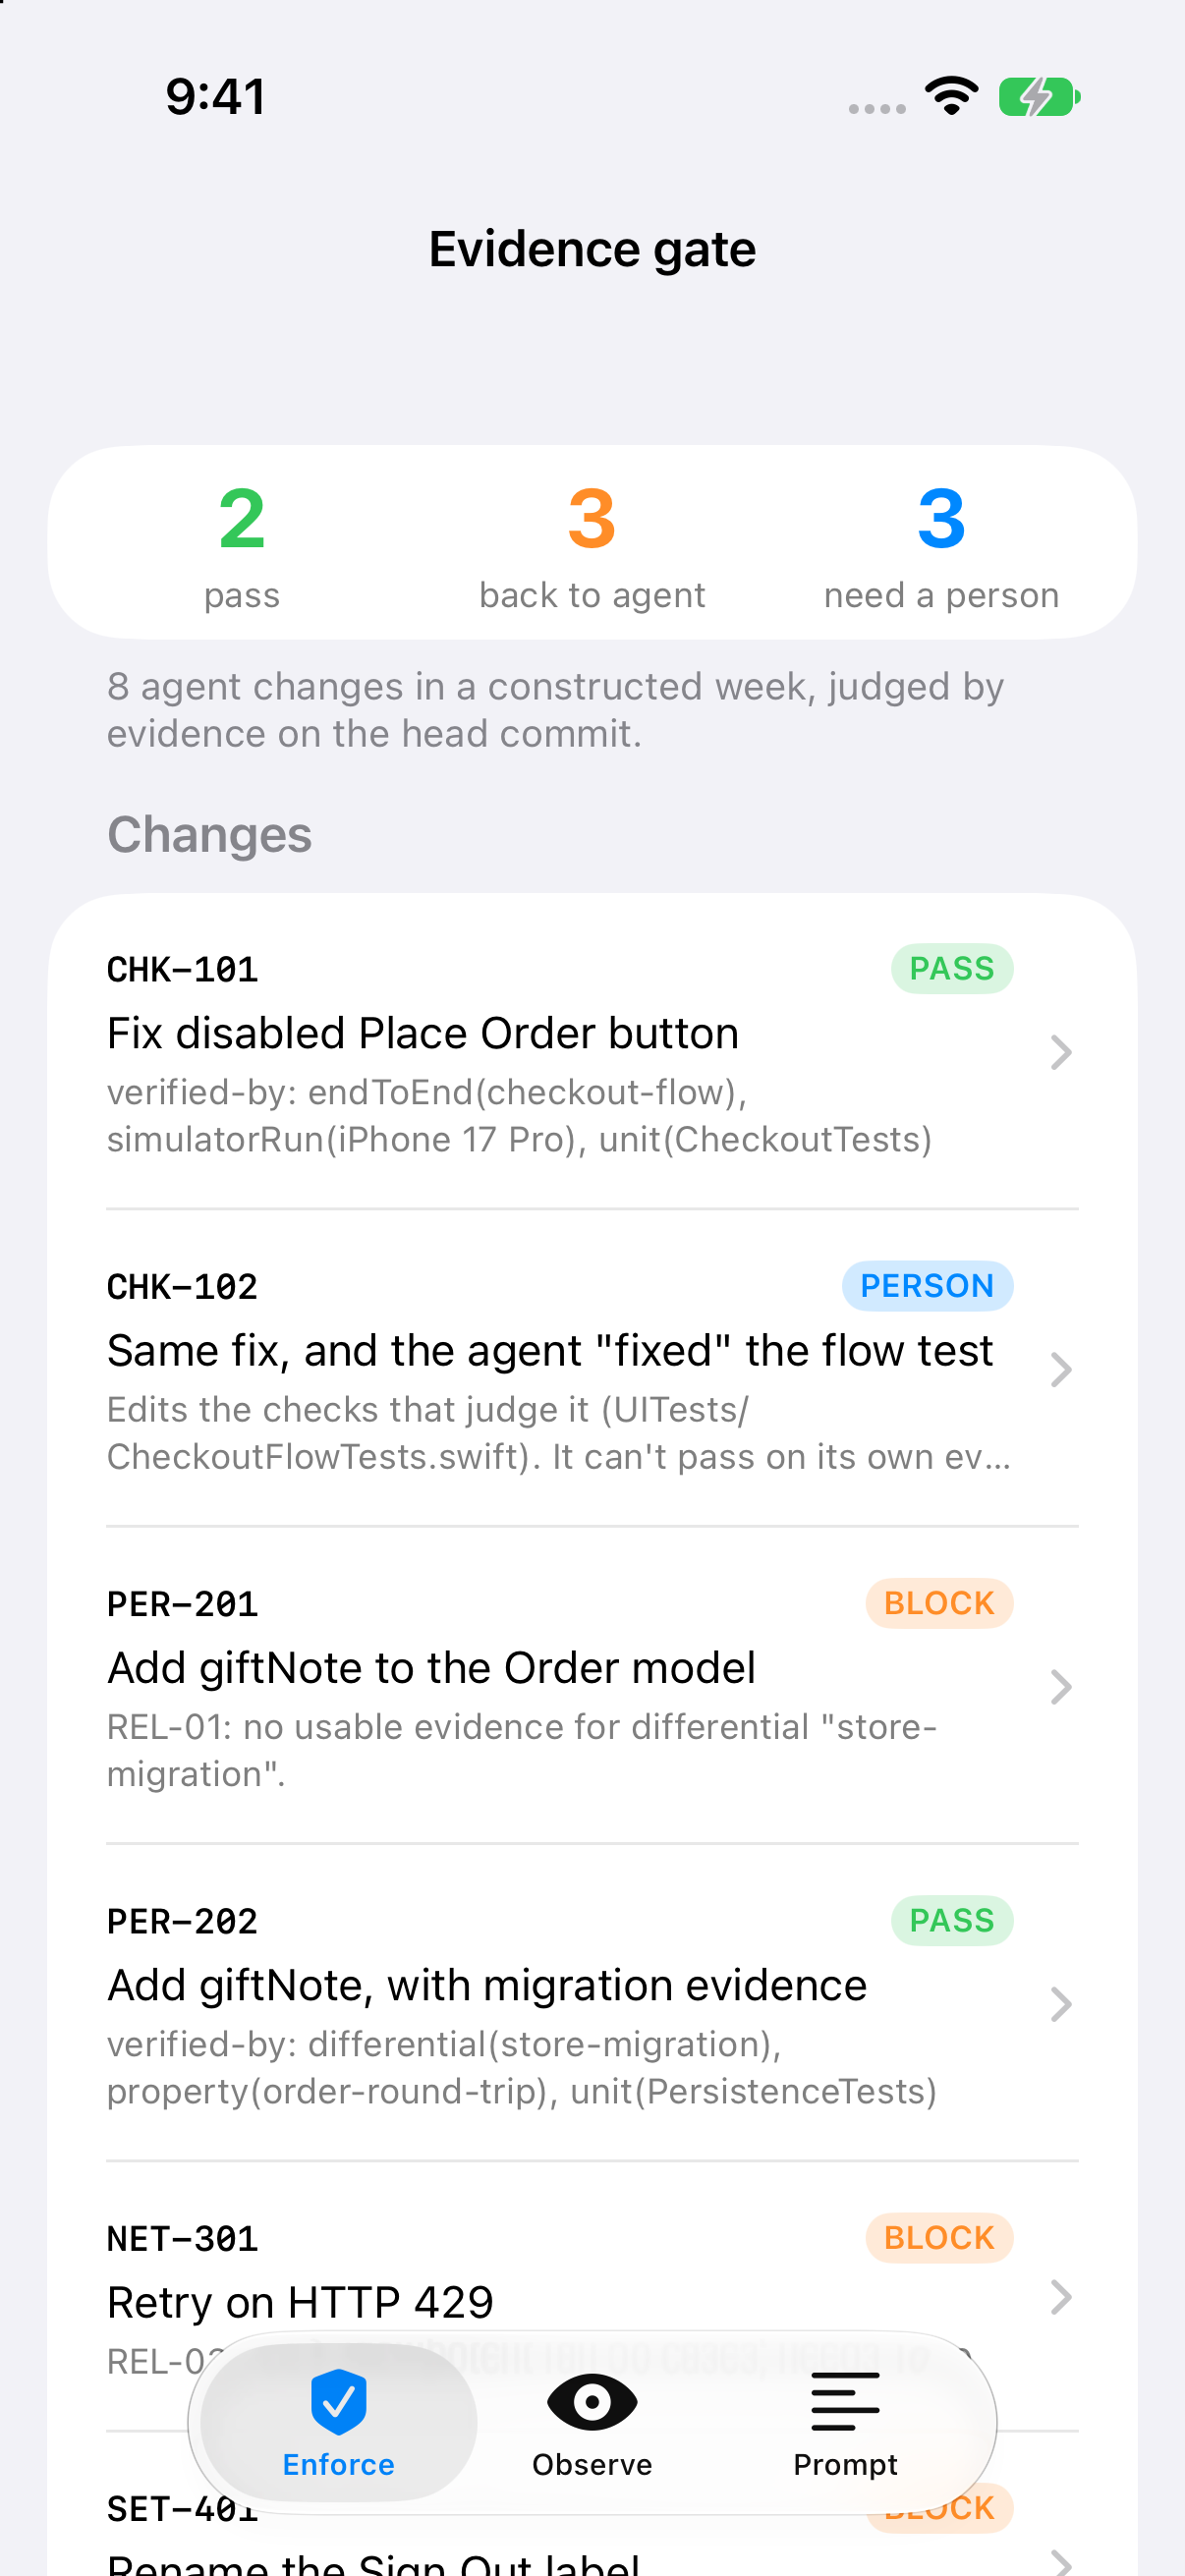 9:41
Evidence gate
2
3
3
pass
back to agent
need a person
8 agent changes in a constructed week, judged by
evidence on the head commit.
Changes
CHK-101
PASS
Fix disabled Place Order button
verified-by: endToEnd(checkout-flow),
simulatorRun(iPhone 17 Pro), unit(CheckoutTests)
CHK-102
PERSON
Same fix, and the agent "fixed" the flow test
Edits the checks that judge it (UITests/
CheckoutFlowTests.swift). It can't pass on its own ev...
PER-201
BLOCK
Add giftNote to the Order model
REL-01: no usable evidence for differential "store-
migration".
PER-202
PASS
Add giftNote, with migration evidence
verified-by: differential(store-migration),
property(order-round-trip), unit(PersistenceTests)
NET-301
BLOCK
Retry on HTTP 429
Enforce
Observe
Prompt
SET-401
BLOCK
Rename the Sign Out label